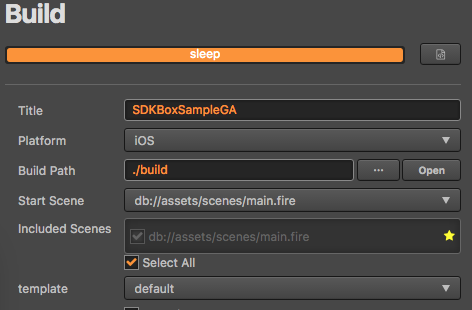 Build
sleep
Title SDKBoxSampleGA
Platform iOS
Build Path ./build ... Open
Start Scene db://assets/scenes/main.fire
Included Scenes db://assets/scenes/main.fire
Select All
template default